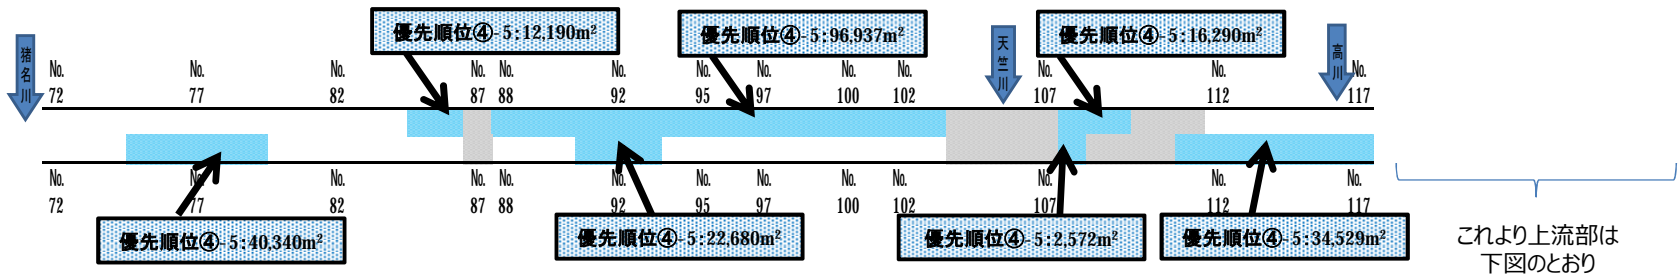 優先順位④-5:12,190m²
優先順位④-5:96,937m²
優先順位④-5:16,290m²
猪名川
天竺川
高川
No. 72
No. 77
No. 82
No. 87
No. 88
No. 92
No. 95
No. 97
No. 100
No. 102
No. 107
No. 112
No. 117
No. 72
No. 77
No. 82
No. 87
No. 88
No. 92
No. 95
No. 97
No. 100
No. 102
No. 107
No. 112
No. 117
優先順位④-5:40,340m²
優先順位④-5:22,680m²
優先順位④-5:2,572m²
優先順位④-5:34,529m²
これより上流部は
下図のとおり